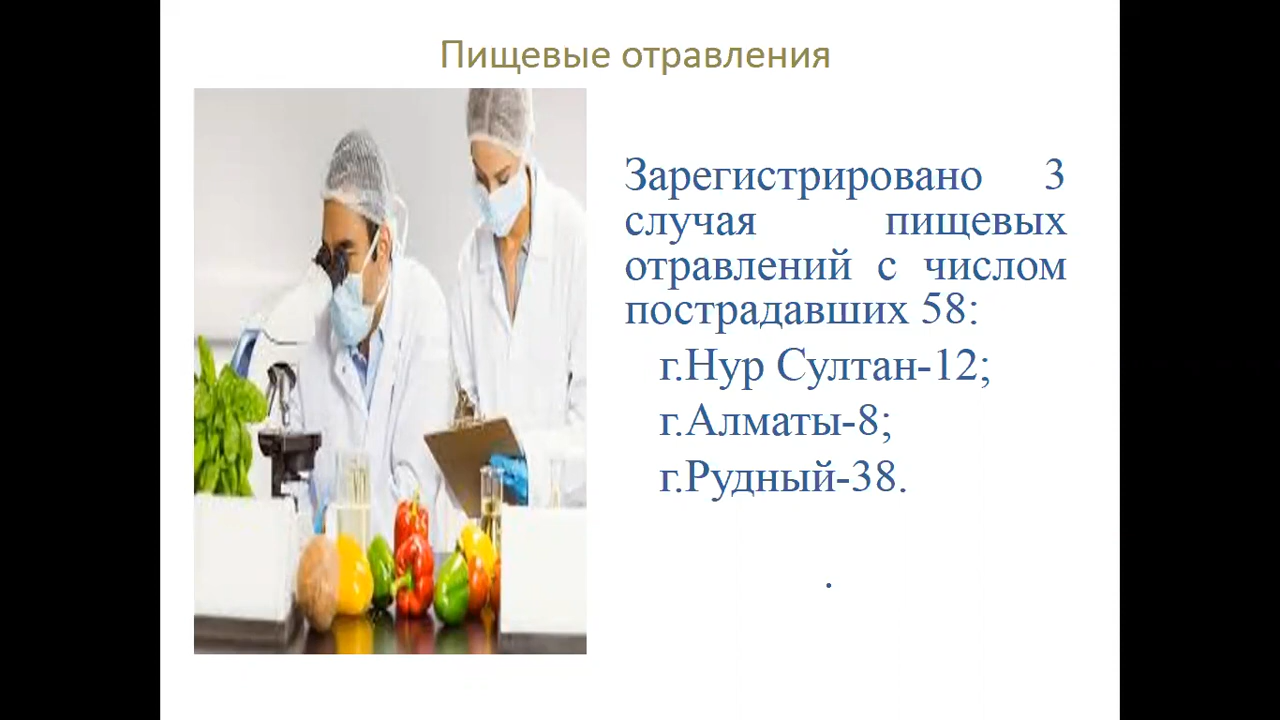 Пищевые отравления
Зарегистрировано 3
случая пищевых
отравлений с числом
пострадавших 58:
г.Нур Султан-12;
г.Алматы-8;
г.Рудный-38.
.